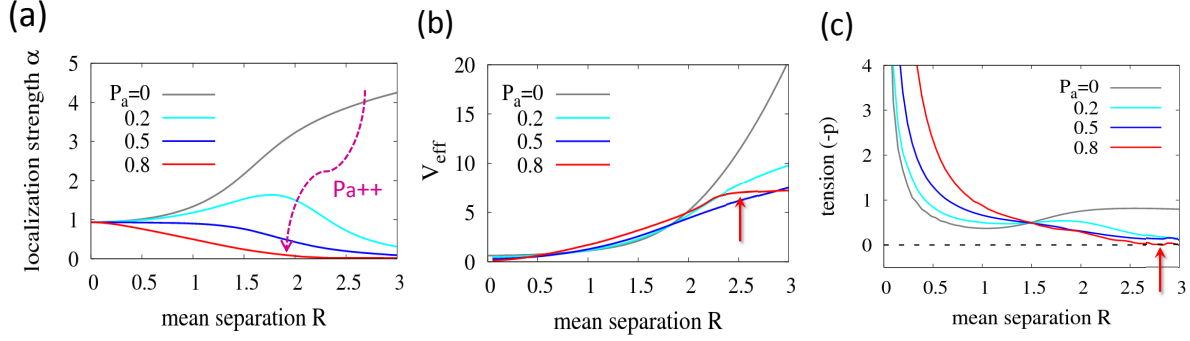 (a)
localization strength α
5
4
3
2
1
0
P_a=0
0.2
0.5
0.8
Pa++
0 0.5 1 1.5 2 2.5 3
mean separation R
(b)
V_eff
20
15
10
5
0
P_a=0
0.2
0.5
0.8
0 0.5 1 1.5 2 2.5 3
mean separation R
(c)
tension (-p)
4
3
2
1
0
P_a=0
0.2
0.5
0.8
0 0.5 1 1.5 2 2.5 3
mean separation R